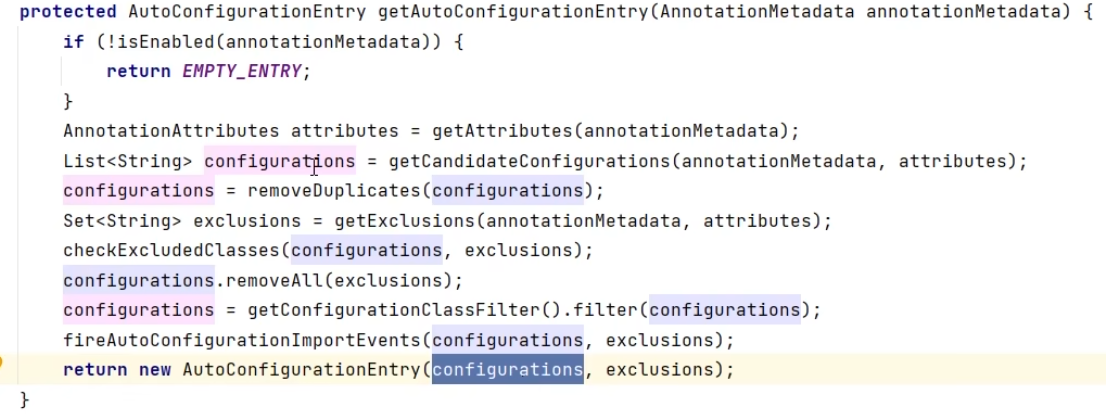 protected AutoConfigurationEntry getAutoConfigurationEntry(AnnotationMetadata annotationMetadata) {
if (!isEnabled(annotationMetadata)) {
return EMPTY_ENTRY;
}
AnnotationAttributes attributes = getAttributes(annotationMetadata);
List<String> configurations = getCandidateConfigurations(annotationMetadata, attributes);
configurations = removeDuplicates(configurations);
Set<String> exclusions = getExclusions(annotationMetadata, attributes);
checkExcludedClasses(configurations, exclusions);
configurations.removeAll(exclusions);
configurations = getConfigurationClassFilter().filter(configurations);
fireAutoConfigurationImportEvents(configurations, exclusions);
return new AutoConfigurationEntry(configurations, exclusions);
}